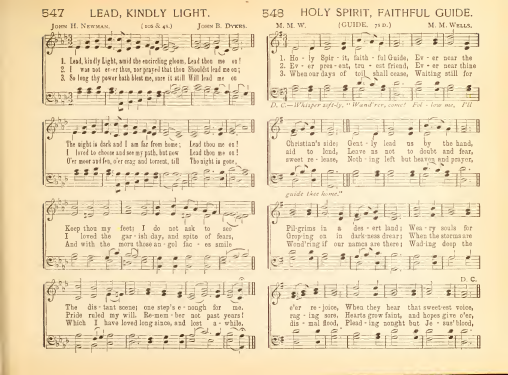 547 LEAD, KINDLY LIGHT.
JOHN H. NEWMAN. (10s & 4s.) JOHN B. DYKES.
1. Lead, kindly Light, amid th' encircling gloom, Lead thou me on!
2. I was not ev-er thus, nor prayed that thou Shouldst lead me on;
3. So long thy power hath blest me, sure it still Will lead me on
The night is dark and I am far from home; Lead thou me on!
I loved to choose and see my path, but now Lead thou me on!
O'er moor and fen, o'er crag and torrent, till The night is gone,
Keep thou my feet; I do not ask to see
I loved the gar-ish day, and spite of fears,
And with the morn those an-gel fac-es smile
The dis-tant scene; one step's e-nough for me.
Pride ruled my will. Re-mem-ber not past years!
Which I have loved long since, and lost a-while.
548 HOLY SPIRIT, FAITHFUL GUIDE.
M. M. W. (GUIDE. 7s D.) M. M. WELLS.
1. Ho-ly Spir-it, faith-ful Guide, Ev-er near the
2. Ev-er pres-ent, tru-est friend, Ev-er near thine
3. When our days of toil shall cease, Waiting still for
D. C.—Whisper soft-ly, "Wand'rer, come! Fol-low me, I'll
Christian's side; Gent-ly lead us by the hand,
aid to lend, Leave us not to doubt and fear,
sweet re-lease, Noth-ing left but heaven and prayer,
guide thee home."
Pil-grims in a des-ert land; Wea-ry souls for
Groping on in dark-ness drear; When the storms are
Wond'ring if our names are there; Wad-ing deep the
D. C.
e'er re-joice, When they hear that sweet-est voice,
rag-ing sore, Hearts grow faint, and hopes give o'er,
dis-mal flood, Plead-ing nought but Je-sus' blood,